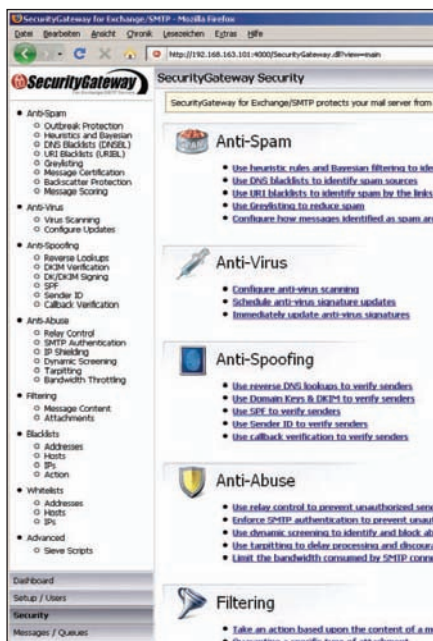 SecurityGateway for Exchange/SMTP - Mozilla Firefox
Datei Bearbeiten Ansicht Chronik Lesezeichen Extras Hilfe
http://192.168.163.101:4000/SecurityGateway.dll?view=main
SecurityGateway
SecurityGateway Security
SecurityGateway for Exchange/SMTP protects your mail server from
Anti-Spam
Outbreak Protection
Heuristics and Bayesian
DNS Blacklists (DNSBL)
URI Blacklists (URIBL)
Greylisting
Message Certification
Backscatter Protection
Message Scoring
Anti-Virus
Virus Scanning
Configure Updates
Anti-Spoofing
Reverse Lookups
DKIM Verification
DK/DKIM Signing
SPF
Sender ID
Callback Verification
Anti-Abuse
Relay Control
SMTP Authentication
IP Shielding
Dynamic Screening
Tarpitting
Bandwidth Throttling
Filtering
Message Content
Attachments
Blacklists
Addresses
Hosts
IPs
Action
Whitelists
Addresses
Hosts
IPs
Advanced
Sieve Scripts
Dashboard
Setup / Users
Security
Messages / Queues
Anti-Spam
Use heuristic rules and Bayesian filtering to ide
Use DNS blacklists to identify spam sources
Use URI blacklists to identify spam by the links
Use Greylisting to reduce spam
Configure how messages identified as spam ar
Anti-Virus
Configure anti-virus scanning
Schedule anti-virus signature updates
Immediately update anti-virus signatures
Anti-Spoofing
Use reverse DNS lookups to verify senders
Use Domain Keys & DKIM to verify senders
Use SPF to verify senders
Use Sender ID to verify senders
Use callback verification to verify senders
Anti-Abuse
Use relay control to prevent unauthorized send
Enforce SMTP authentication to prevent unaut
Use dynamic screening to identify and block ab
Use tarpitting to delay processing and discoura
Limit the bandwidth consumed by SMTP conne
Filtering
Take an action based upon the content of a m